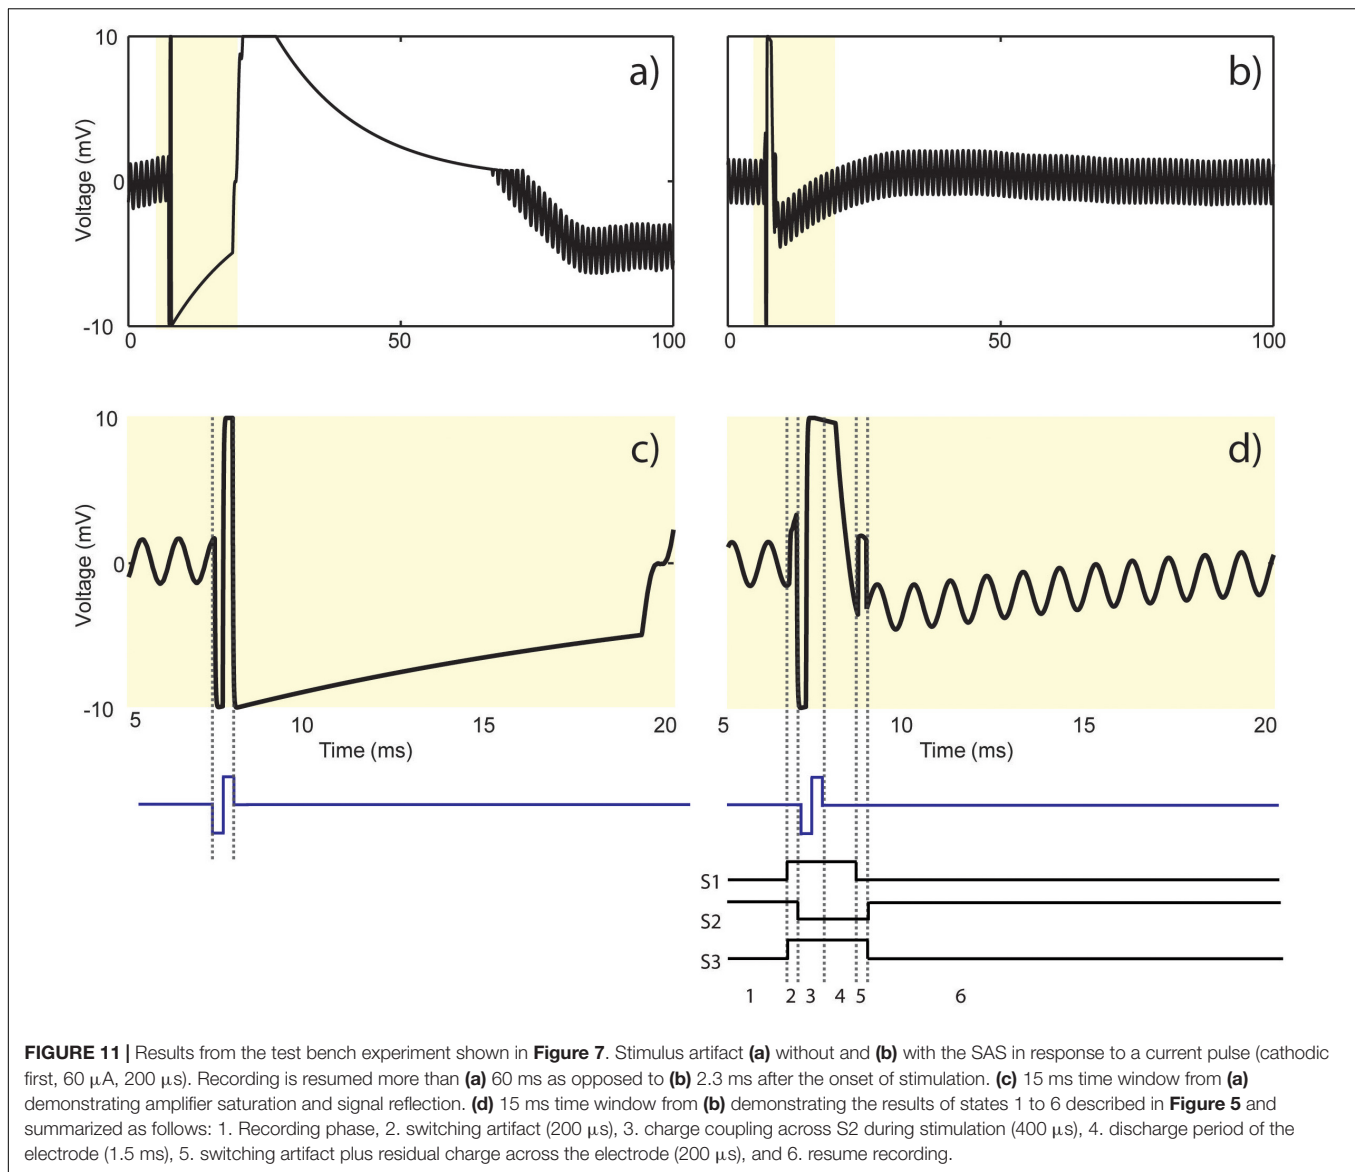 10
0
-10
Voltage (mV)
a)
0
50
100
b)
0
50
100
10
0
-10
Voltage (mV)
c)
5
10
15
20
Time (ms)
d)
5
10
15
20
Time (ms)
S1
S2
S3
1 2 3 4 5 6
FIGURE 11 | Results from the test bench experiment shown in Figure 7. Stimulus artifact (a) without and (b) with the SAS in response to a current pulse (cathodic
first, 60 μA, 200 μs). Recording is resumed more than (a) 60 ms as opposed to (b) 2.3 ms after the onset of stimulation. (c) 15 ms time window from (a)
demonstrating amplifier saturation and signal reflection. (d) 15 ms time window from (b) demonstrating the results of states 1 to 6 described in Figure 5 and
summarized as follows: 1. Recording phase, 2. switching artifact (200 μs), 3. charge coupling across S2 during stimulation (400 μs), 4. discharge period of the
electrode (1.5 ms), 5. switching artifact plus residual charge across the electrode (200 μs), and 6. resume recording.